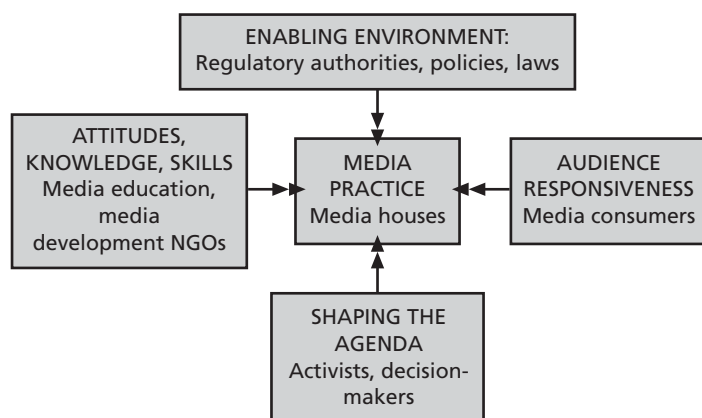 ENABLING ENVIRONMENT:
Regulatory authorities, policies, laws
ATTITUDES,
KNOWLEDGE, SKILLS
Media education,
media
development NGOs
MEDIA
PRACTICE
Media houses
AUDIENCE
RESPONSIVENESS
Media consumers
SHAPING THE
AGENDA
Activists, decision-
makers